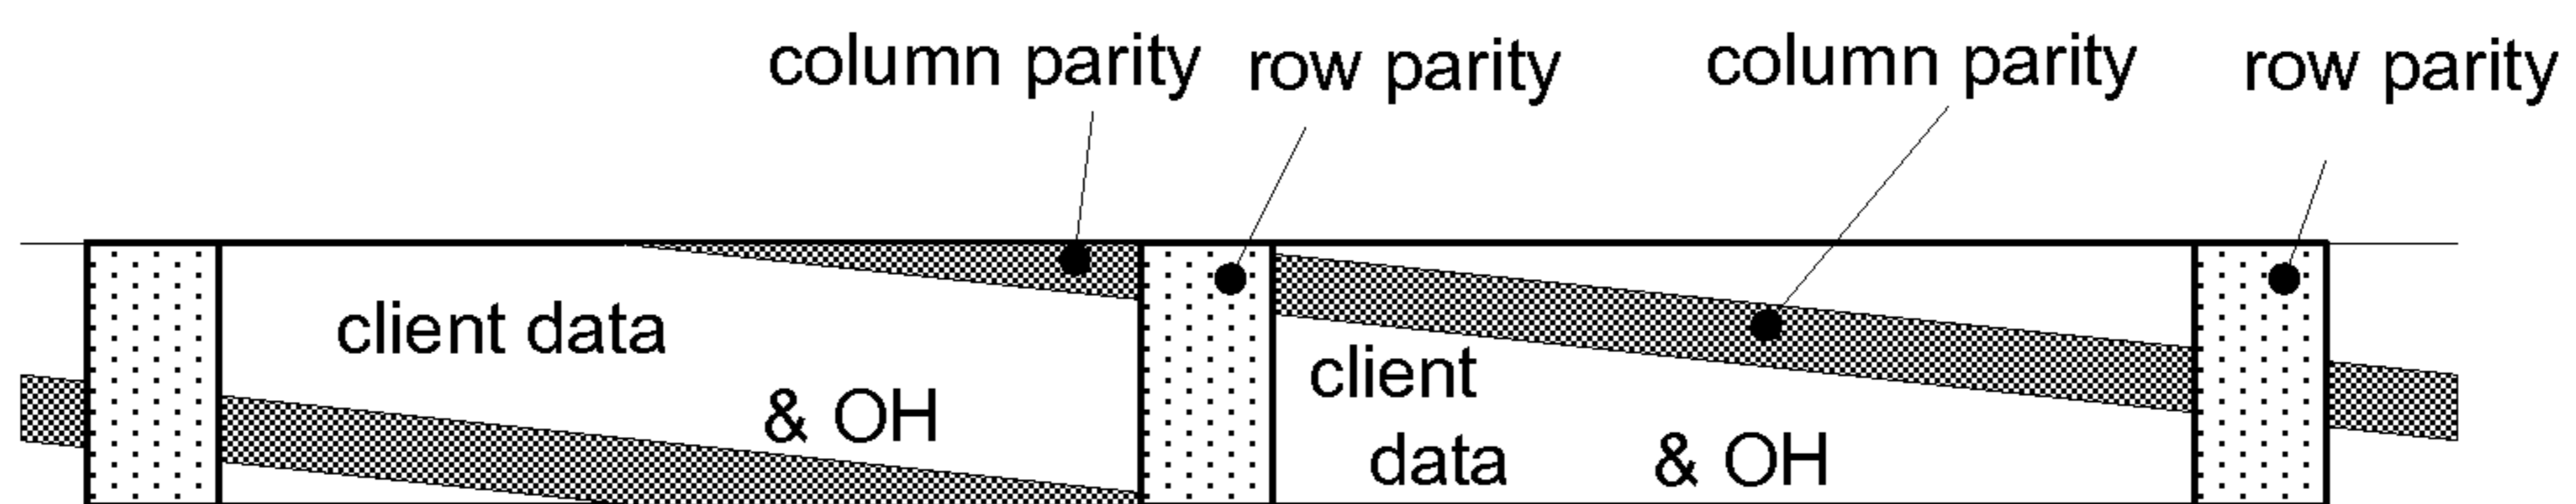 column parity row parity column parity row parity
client data
& OH
client
data & OH